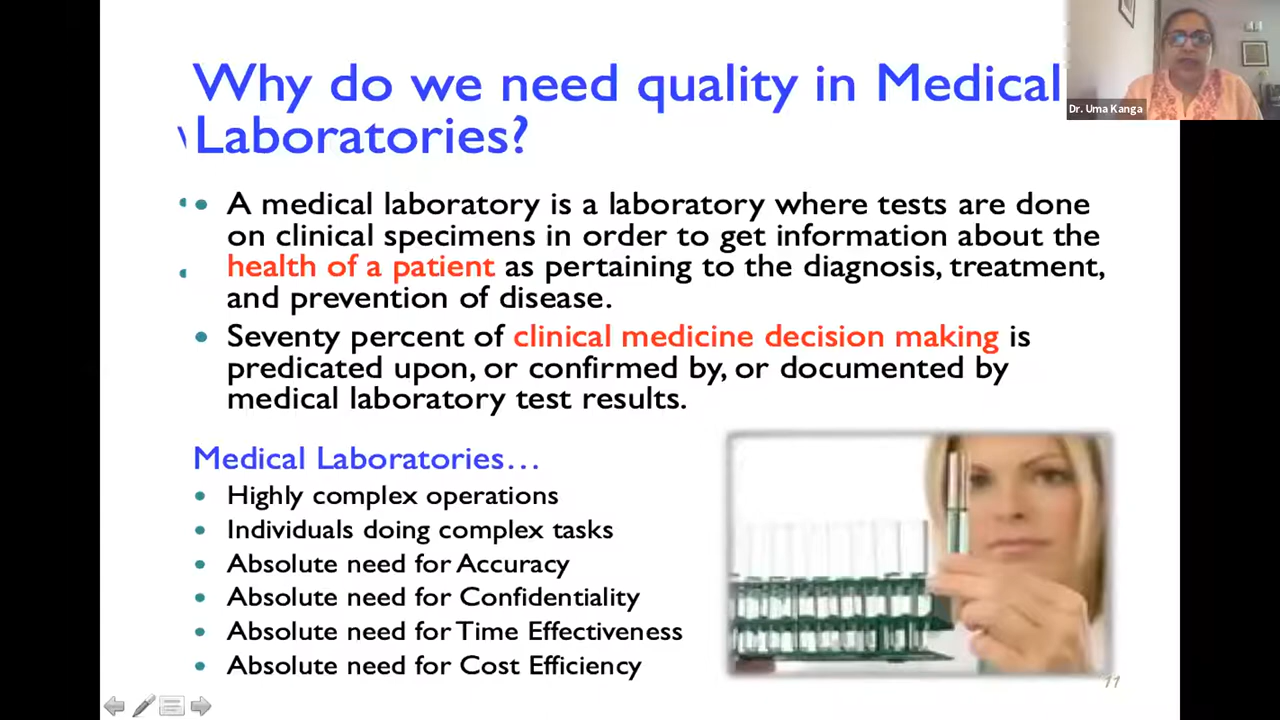 Why do we need quality in Medical
Laboratories?
Dr. Uma Kanga
• A medical laboratory is a laboratory where tests are done
on clinical specimens in order to get information about the
health of a patient as pertaining to the diagnosis, treatment,
and prevention of disease.
• Seventy percent of clinical medicine decision making is
predicated upon, or confirmed by, or documented by
medical laboratory test results.
Medical Laboratories…
• Highly complex operations
• Individuals doing complex tasks
• Absolute need for Accuracy
• Absolute need for Confidentiality
• Absolute need for Time Effectiveness
• Absolute need for Cost Efficiency
11